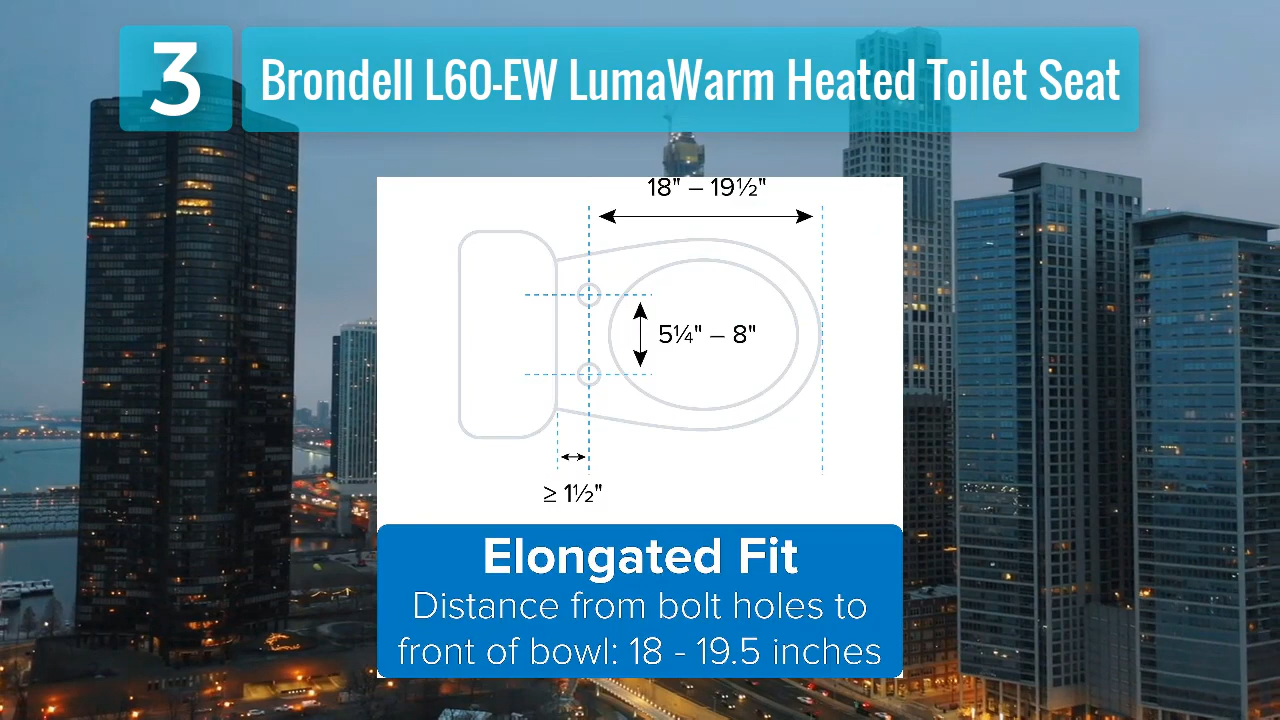 3
Brondell L60-EW LumaWarm Heated Toilet Seat
18" – 19½"
5¼" – 8"
≥ 1½"
Elongated Fit
Distance from bolt holes to
front of bowl: 18 - 19.5 inches